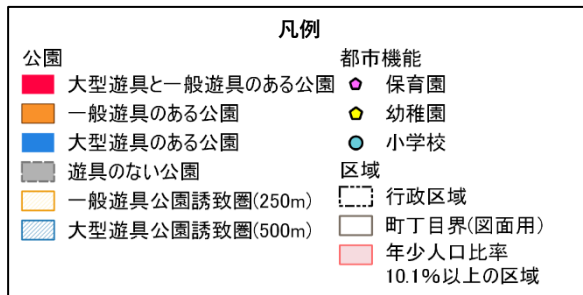 凡例
公園
大型遊具と一般遊具のある公園
一般遊具のある公園
大型遊具のある公園
遊具のない公園
一般遊具公園誘致圏(250m)
大型遊具公園誘致圏(500m)
都市機能
保育園
幼稚園
小学校
区域
行政区域
町丁目界(図面用)
年少人口比率
10.1%以上の区域